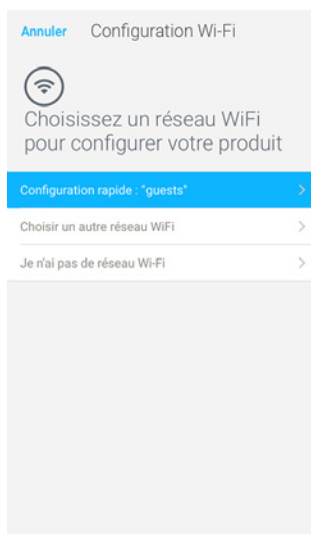 Annuler Configuration Wi-Fi
Choisissez un réseau WiFi
pour configurer votre produit
Configuration rapide : "guests"
Choisir un autre réseau WiFi
Je n'ai pas de réseau Wi-Fi